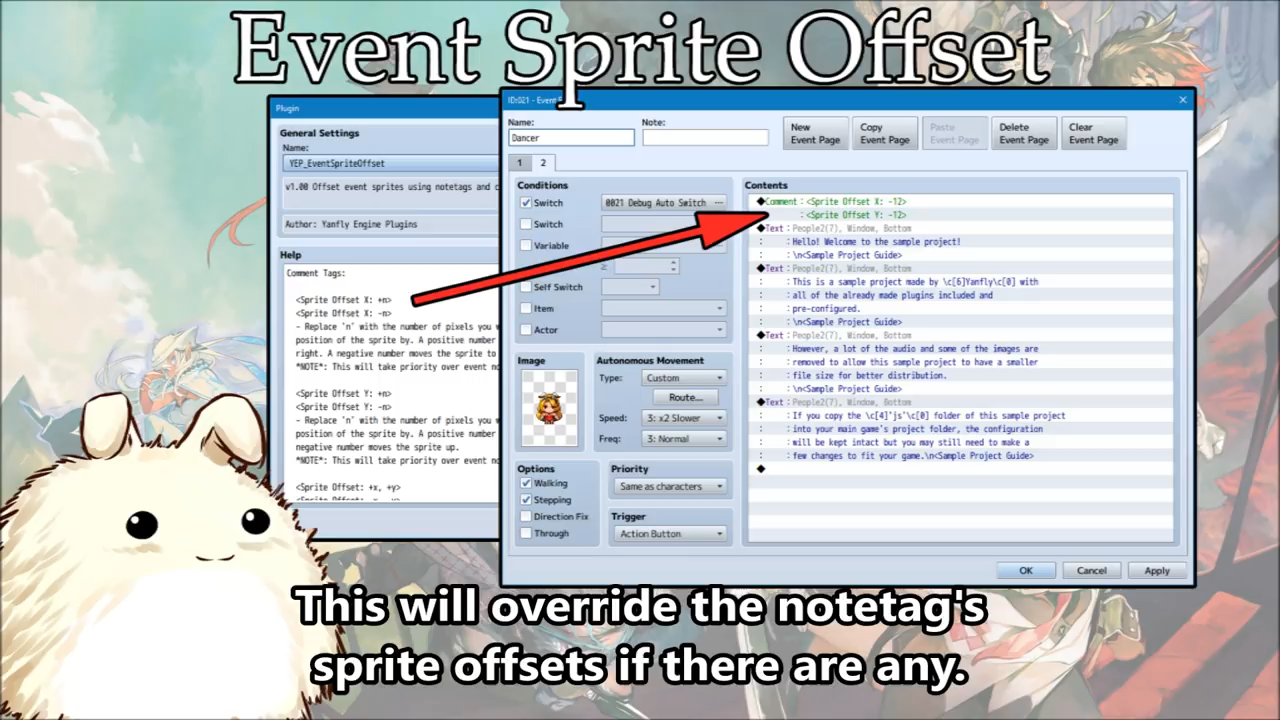 Event Sprite Offset
Plugin
General Settings
Name:
YEP_EventSpriteOffset
v1.00 Offset event sprites using notetags and
Author: Yanfly Engine Plugins
Help
Comment Tags:
<Sprite Offset X: +n>
<Sprite Offset X: -n>
- Replace 'n' with the number of pixels you
position of the sprite by. A positive number
right. A negative number moves the sprite to
*NOTE*: This will take priority over event
<Sprite Offset Y: +n>
<Sprite Offset Y: -n>
- Replace 'n' with the number of pixels you
position of the sprite by. A positive number
negative number moves the sprite up.
*NOTE*: This will take priority over event
<Sprite Offset: +x, +y>
ID:021 - Event
Name:
Note:
Dancer
New
Event Page
Copy
Event Page
Paste
Event Page
Delete
Event Page
Clear
Event Page
1 2
Conditions
Switch 0021 Debug Auto Switch ...
Switch
Variable
≥
Self Switch
Item
Actor
Image
Autonomous Movement
Type: Custom
Route...
Speed: 3: x2 Slower
Freq: 3: Normal
Options
Walking
Stepping
Direction Fix
Through
Priority
Same as characters
Trigger
Action Button
Contents
◆Comment：<Sprite Offset X: -12>
：<Sprite Offset Y: -12>
◆Text：People2(7), Window, Bottom
：　：Hello! Welcome to the sample project!
：　：\n<Sample Project Guide>
◆Text：People2(7), Window, Bottom
：　：This is a sample project made by \c[6]Yanfly\c[0] with
：　：all of the already made plugins included and
：　：pre-configured.
：　：\n<Sample Project Guide>
◆Text：People2(7), Window, Bottom
：　：However, a lot of the audio and some of the images are
：　：removed to allow this sample project to have a smaller
：　：file size for better distribution.
：　：\n<Sample Project Guide>
◆Text：People2(7), Window, Bottom
：　：If you copy the \c[4]'js'\c[0] folder of this sample project
：　：into your main game's project folder, the configuration
：　：will be kept intact but you may still need to make a
：　：few changes to fit your game.\n<Sample Project Guide>
◆
OK
Cancel
Apply
This will override the notetag's
sprite offsets if there are any.